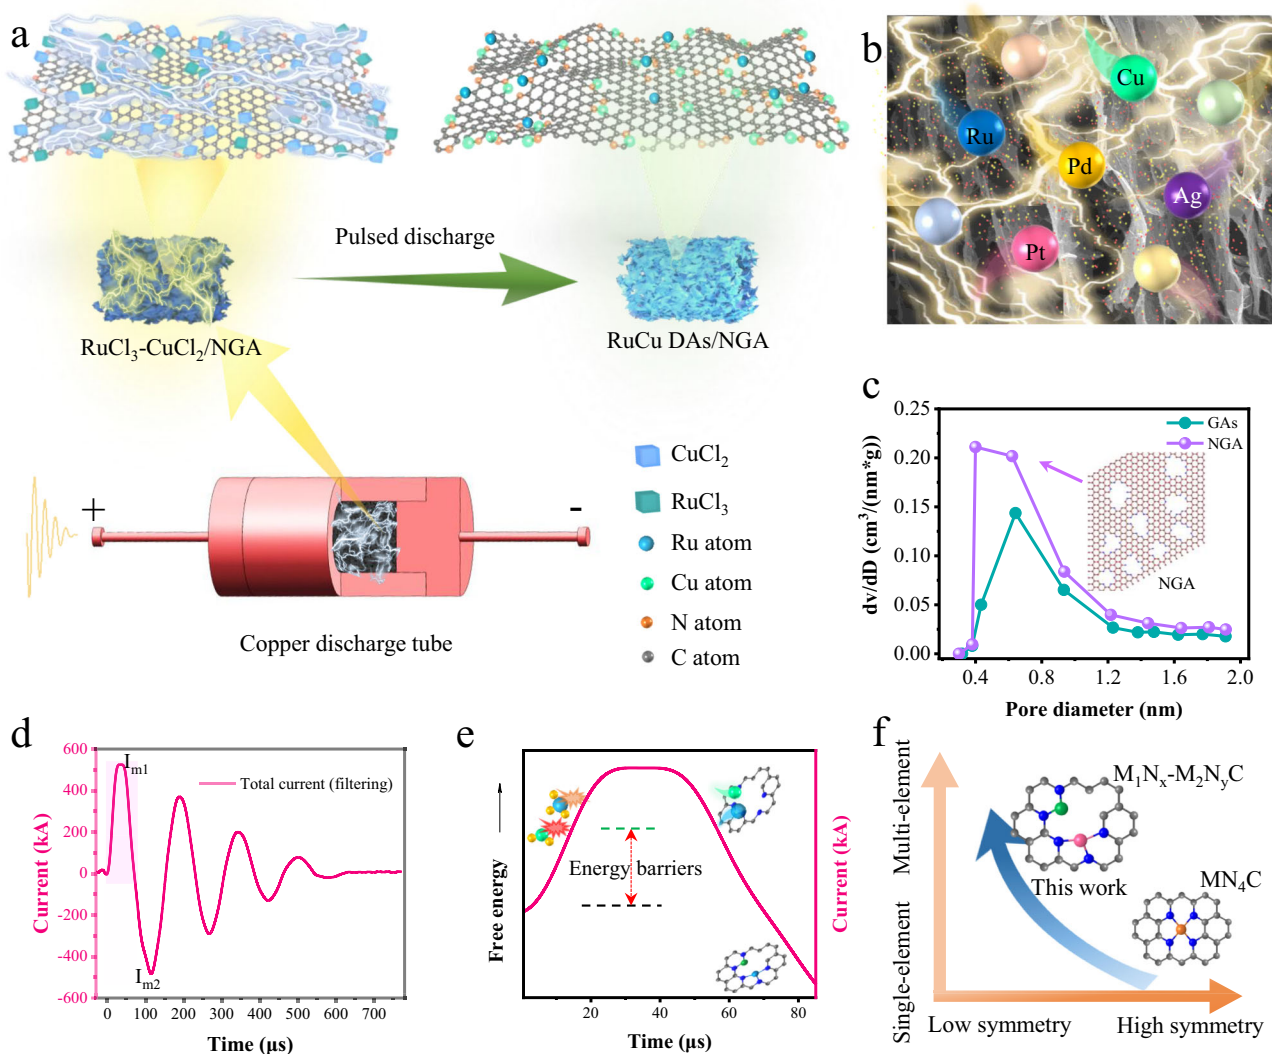 a
Pulsed discharge
RuCl₃-CuCl₂/NGA
RuCu DAs/NGA
+
-
Copper discharge tube
CuCl₂
RuCl₃
Ru atom
Cu atom
N atom
C atom
b
Cu
Ru
Pd
Ag
Pt
c
0.25
0.20
0.15
0.10
0.05
0.00
dv/dD (cm³/(nm*g))
GAs
NGA
NGA
0.4
0.8
1.2
1.6
2.0
Pore diameter (nm)
d
600
400
200
0
-200
-400
-600
Current (kA)
Iₘ₁
Iₘ₂
Total current (filtering)
0
100
200
300
400
500
600
700
Time (μs)
e
Free energy
Energy barriers
Current (kA)
20
40
60
80
Time (μs)
f
Multi-element
Single-element
M₁Nₓ-M₂NᵧC
This work
MN₄C
Low symmetry
High symmetry